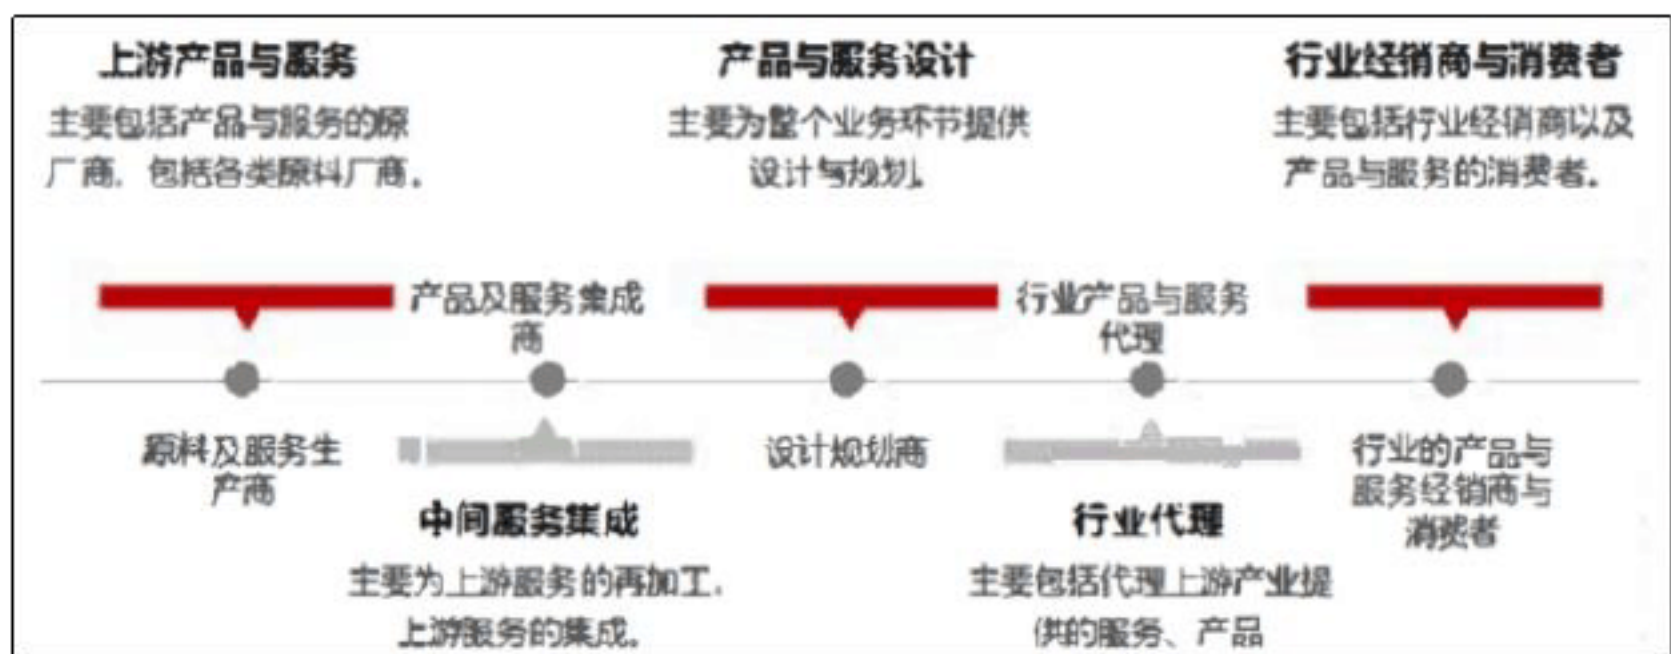 上游产品与服务
主要包括产品与服务的原
厂商，包括各类原料厂商。
产品与服务设计
主要为整个业务环节提供
设计与规划。
行业经销商与消费者
主要包括行业经销商以及
产品与服务的消费者。
产品及服务集成
商
行业产品与服务
代理
原料及服务生
产商
设计规划商
行业的产品与
服务经销商与
消费者
中间服务集成
主要为上游服务的再加工，
上游服务的集成。
行业代理
主要包括代理上游产业提
供的服务、产品